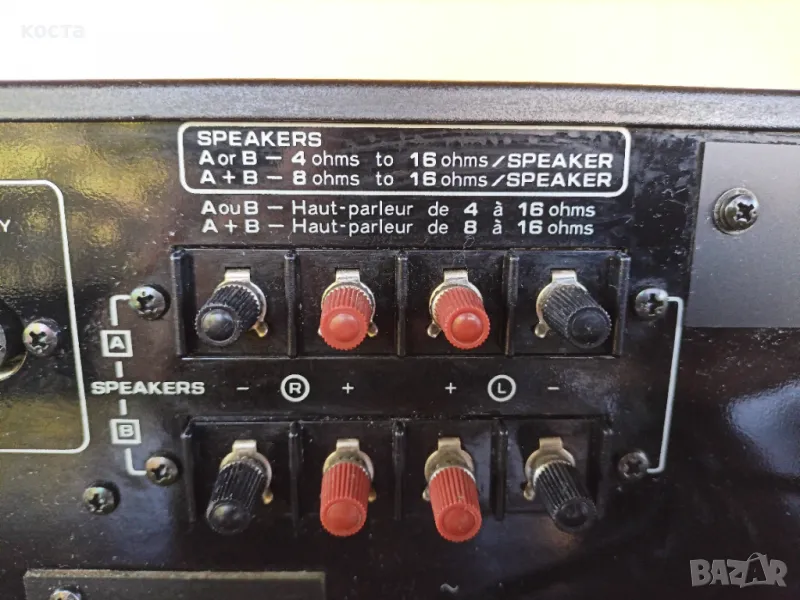 коста
SPEAKERS
A or B – 4 ohms to 16 ohms/SPEAKER
A + B – 8 ohms to 16 ohms/SPEAKER
A ou B – Haut-parleur de 4 à 16 ohms
A + B – Haut-parleur de 8 à 16 ohms
Y
A
SPEAKERS – R + + L –
B
~
BAZAR